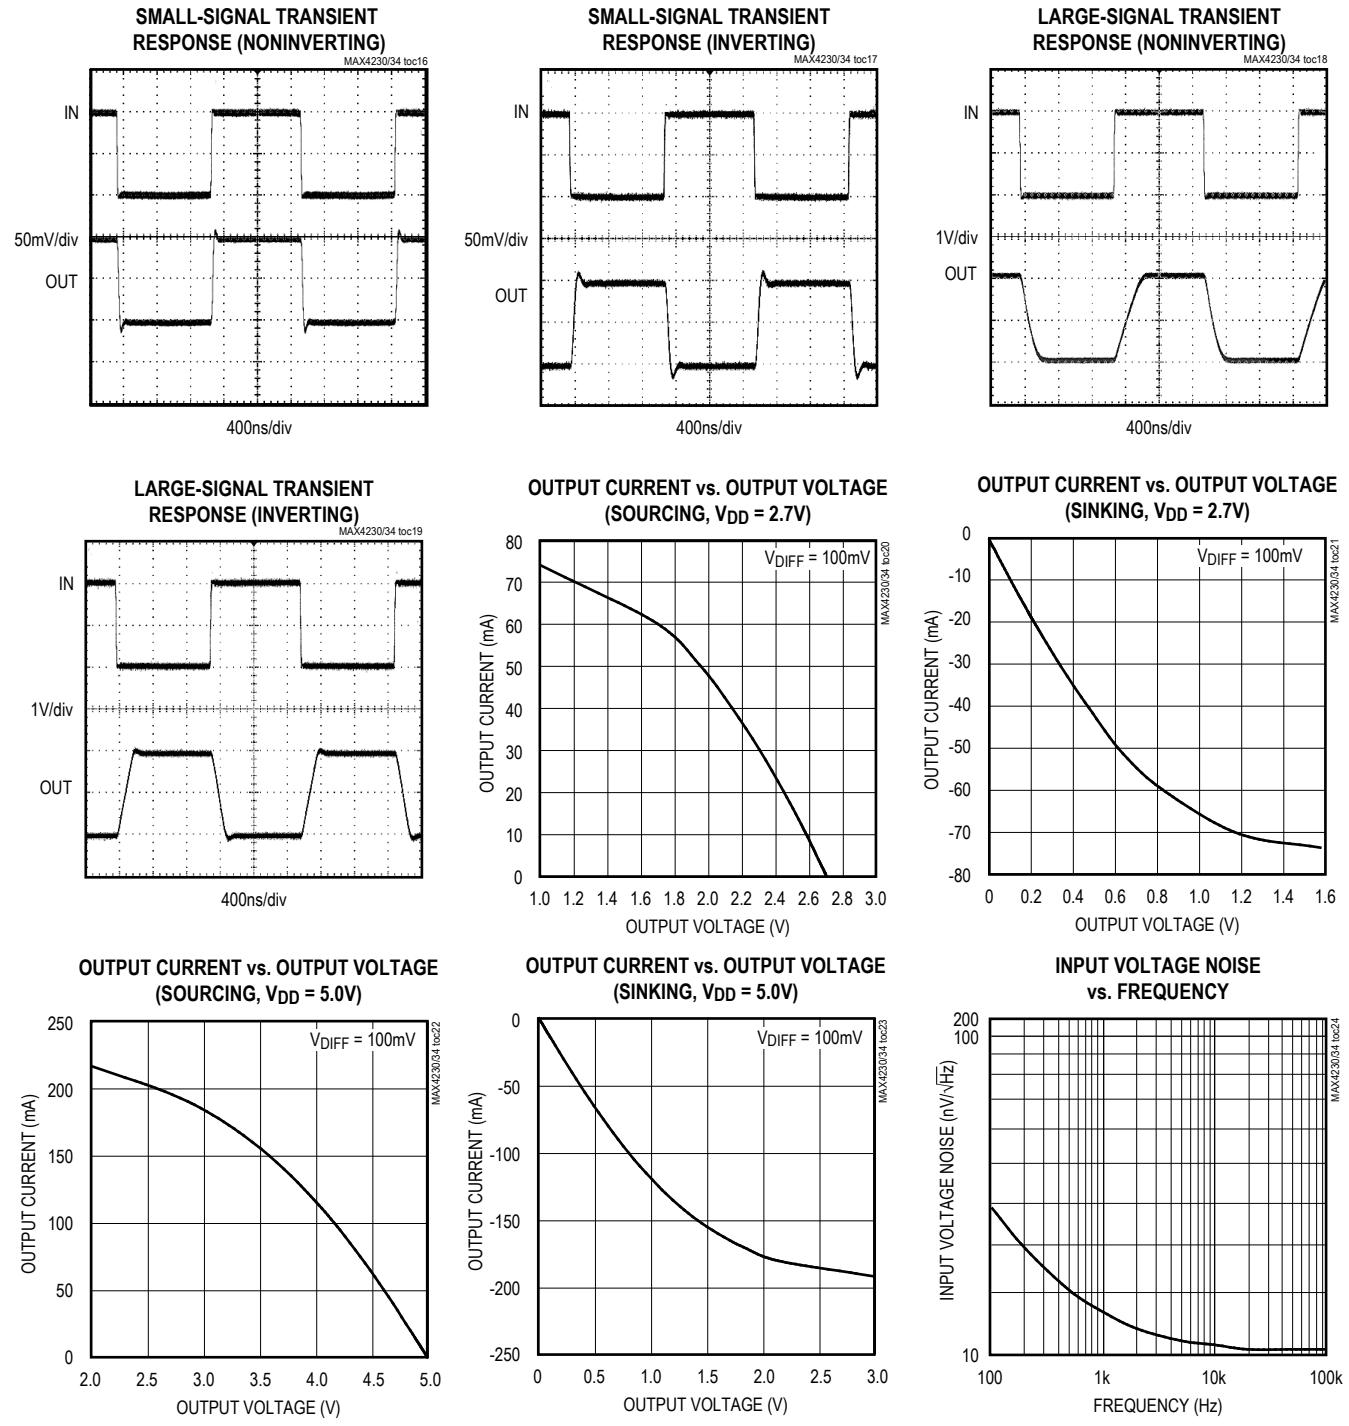 SMALL-SIGNAL TRANSIENT
RESPONSE (NONINVERTING)
MAX4230/34 toc16
IN
50mV/div
OUT
400ns/div
SMALL-SIGNAL TRANSIENT
RESPONSE (INVERTING)
MAX4230/34 toc17
IN
50mV/div
OUT
400ns/div
LARGE-SIGNAL TRANSIENT
RESPONSE (NONINVERTING)
MAX4230/34 toc18
IN
1V/div
OUT
400ns/div
LARGE-SIGNAL TRANSIENT
RESPONSE (INVERTING)
MAX4230/34 toc19
IN
1V/div
OUT
400ns/div
OUTPUT CURRENT vs. OUTPUT VOLTAGE
(SOURCING, VDD = 2.7V)
MAX4230/34 toc20
VDIFF = 100mV
OUTPUT CURRENT (mA)
80
70
60
50
40
30
20
10
0
1.0 1.2 1.4 1.6 1.8 2.0 2.2 2.4 2.6 2.8 3.0
OUTPUT VOLTAGE (V)
OUTPUT CURRENT vs. OUTPUT VOLTAGE
(SINKING, VDD = 2.7V)
MAX4230/34 toc21
VDIFF = 100mV
OUTPUT CURRENT (mA)
0
-10
-20
-30
-40
-50
-60
-70
-80
0 0.2 0.4 0.6 0.8 1.0 1.2 1.4 1.6
OUTPUT VOLTAGE (V)
OUTPUT CURRENT vs. OUTPUT VOLTAGE
(SOURCING, VDD = 5.0V)
MAX4230/34 toc22
VDIFF = 100mV
OUTPUT CURRENT (mA)
250
200
150
100
50
0
2.0 2.5 3.0 3.5 4.0 4.5 5.0
OUTPUT VOLTAGE (V)
OUTPUT CURRENT vs. OUTPUT VOLTAGE
(SINKING, VDD = 5.0V)
MAX4230/34 toc23
VDIFF = 100mV
OUTPUT CURRENT (mA)
0
-50
-100
-150
-200
-250
0 0.5 1.0 1.5 2.0 2.5 3.0
OUTPUT VOLTAGE (V)
INPUT VOLTAGE NOISE
vs. FREQUENCY
MAX4230/34 toc24
INPUT VOLTAGE NOISE (nV/√Hz)
200
100
10
100 1k 10k 100k
FREQUENCY (Hz)